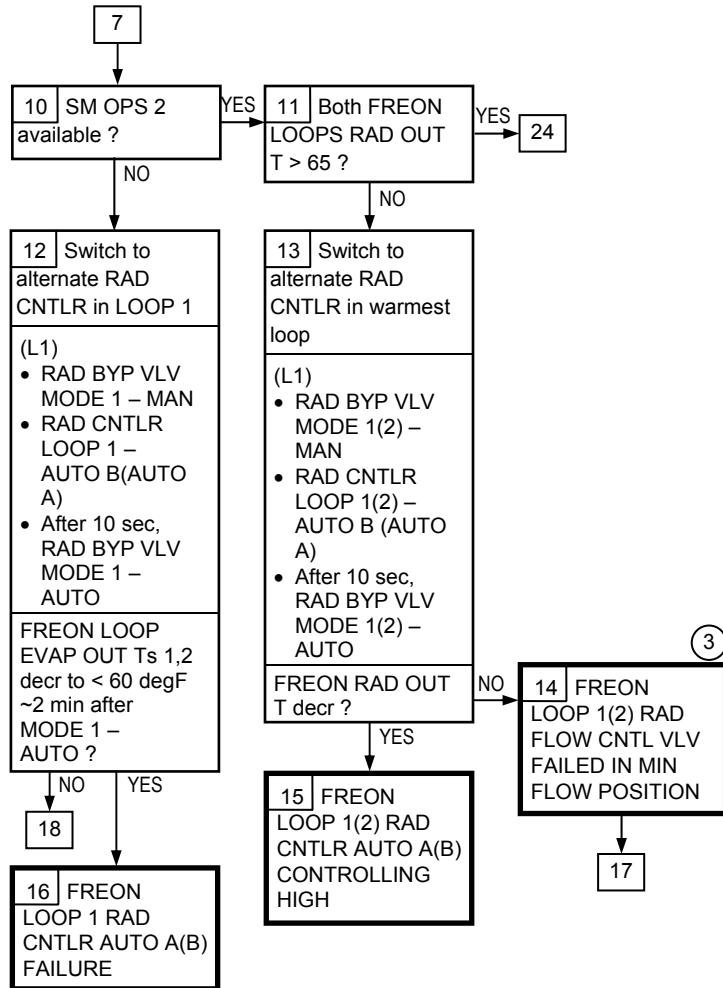 7
10 SM OPS 2
available ?
YES
NO
11 Both FREON
LOOPS RAD OUT
T > 65 ?
YES
24
NO
12 Switch to
alternate RAD
CNTLR in LOOP 1
(L1)
• RAD BYP VLV
MODE 1 – MAN
• RAD CNTLR
LOOP 1 –
AUTO B(AUTO
A)
• After 10 sec,
RAD BYP VLV
MODE 1 –
AUTO
FREON LOOP
EVAP OUT Ts 1,2
decr to < 60 degF
~2 min after
MODE 1 –
AUTO ?
NO
YES
18
16 FREON
LOOP 1 RAD
CNTLR AUTO A(B)
FAILURE
13 Switch to
alternate RAD
CNTLR in warmest
loop
(L1)
• RAD BYP VLV
MODE 1(2) –
MAN
• RAD CNTLR
LOOP 1(2) –
AUTO B (AUTO
A)
• After 10 sec,
RAD BYP VLV
MODE 1(2) –
AUTO
FREON RAD OUT
T decr ?
NO
YES
15 FREON
LOOP 1(2) RAD
CNTLR AUTO A(B)
CONTROLLING
HIGH
3
14 FREON
LOOP 1(2) RAD
FLOW CNTL VLV
FAILED IN MIN
FLOW POSITION
17